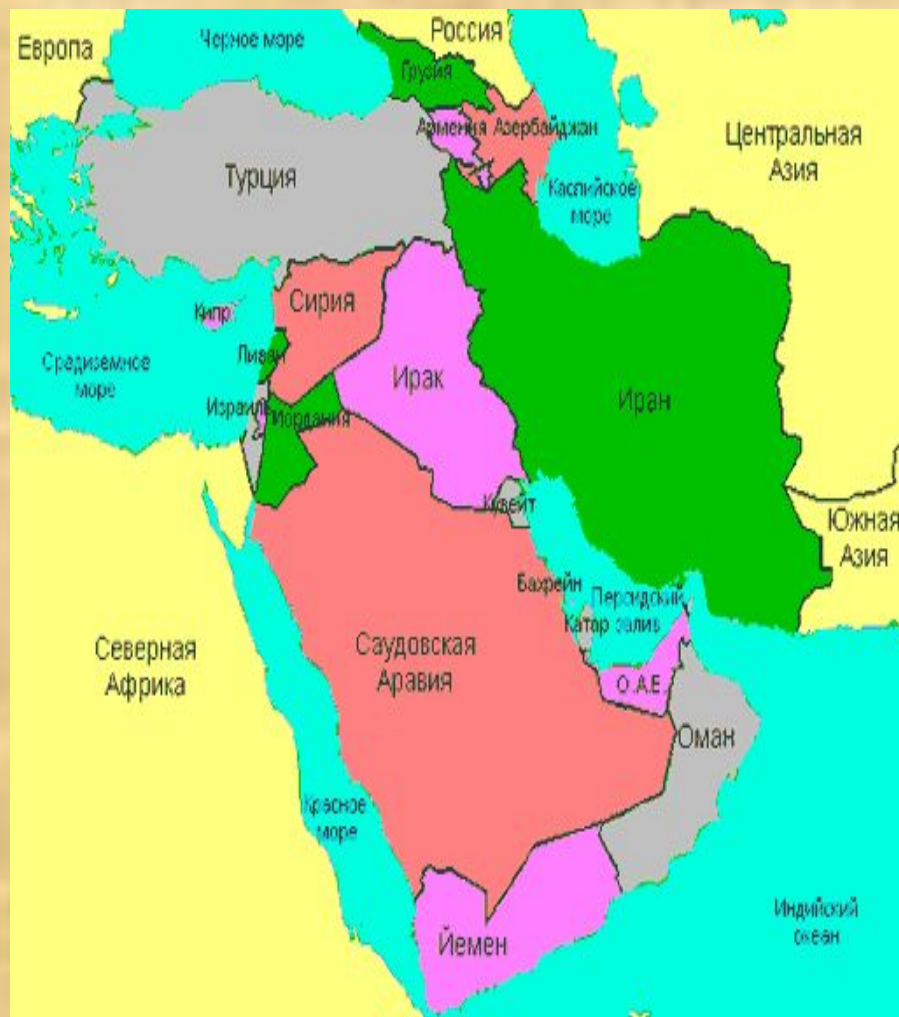 Европа
Черное море
Россия
Грузия
Армения
Азербайджан
Центральная
Азия
Турция
Каспийское
море
Сирия
Кипр
Ливан
Средиземное
море
Ирак
Иран
Израиль
Иордания
Кувейт
Южная
Азия
Бахрейн
Персидский
залив
Катар
Северная
Африка
Саудовская
Аравия
О.А.Е.
Оман
Красное
море
Йемен
Индийский
океан